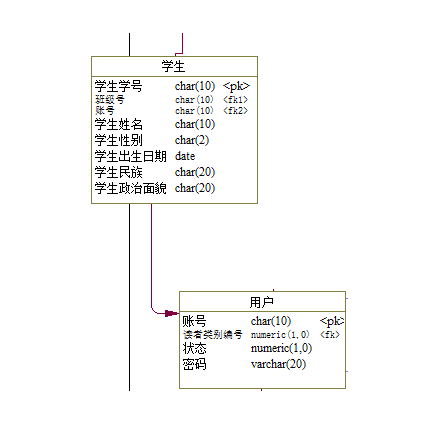 学生
学生学号 char(10) <pk>
班级号 char(10) <fk1>
账号 char(10) <fk2>
学生姓名 char(10)
学生性别 char(2)
学生出生日期 date
学生民族 char(20)
学生政治面貌 char(20)
用户
账号 char(10) <pk>
读者类别编号 numeric(1,0) <fk>
状态 numeric(1,0)
密码 varchar(20)